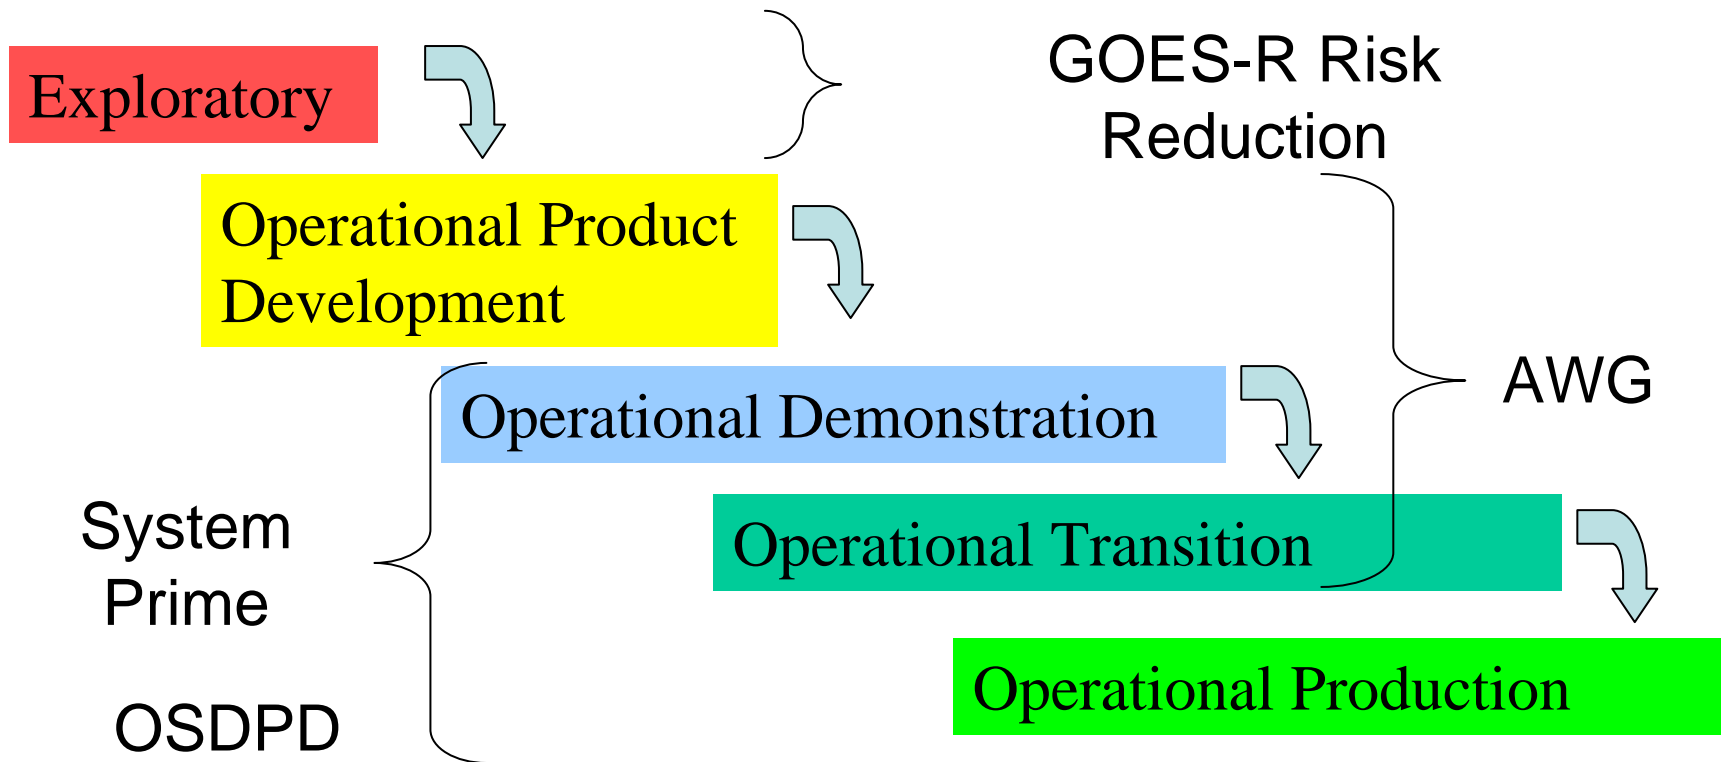 Exploratory
GOES-R Risk
Reduction
Operational Product
Development
Operational Demonstration
AWG
Operational Transition
System
Prime
Operational Production
OSDPD